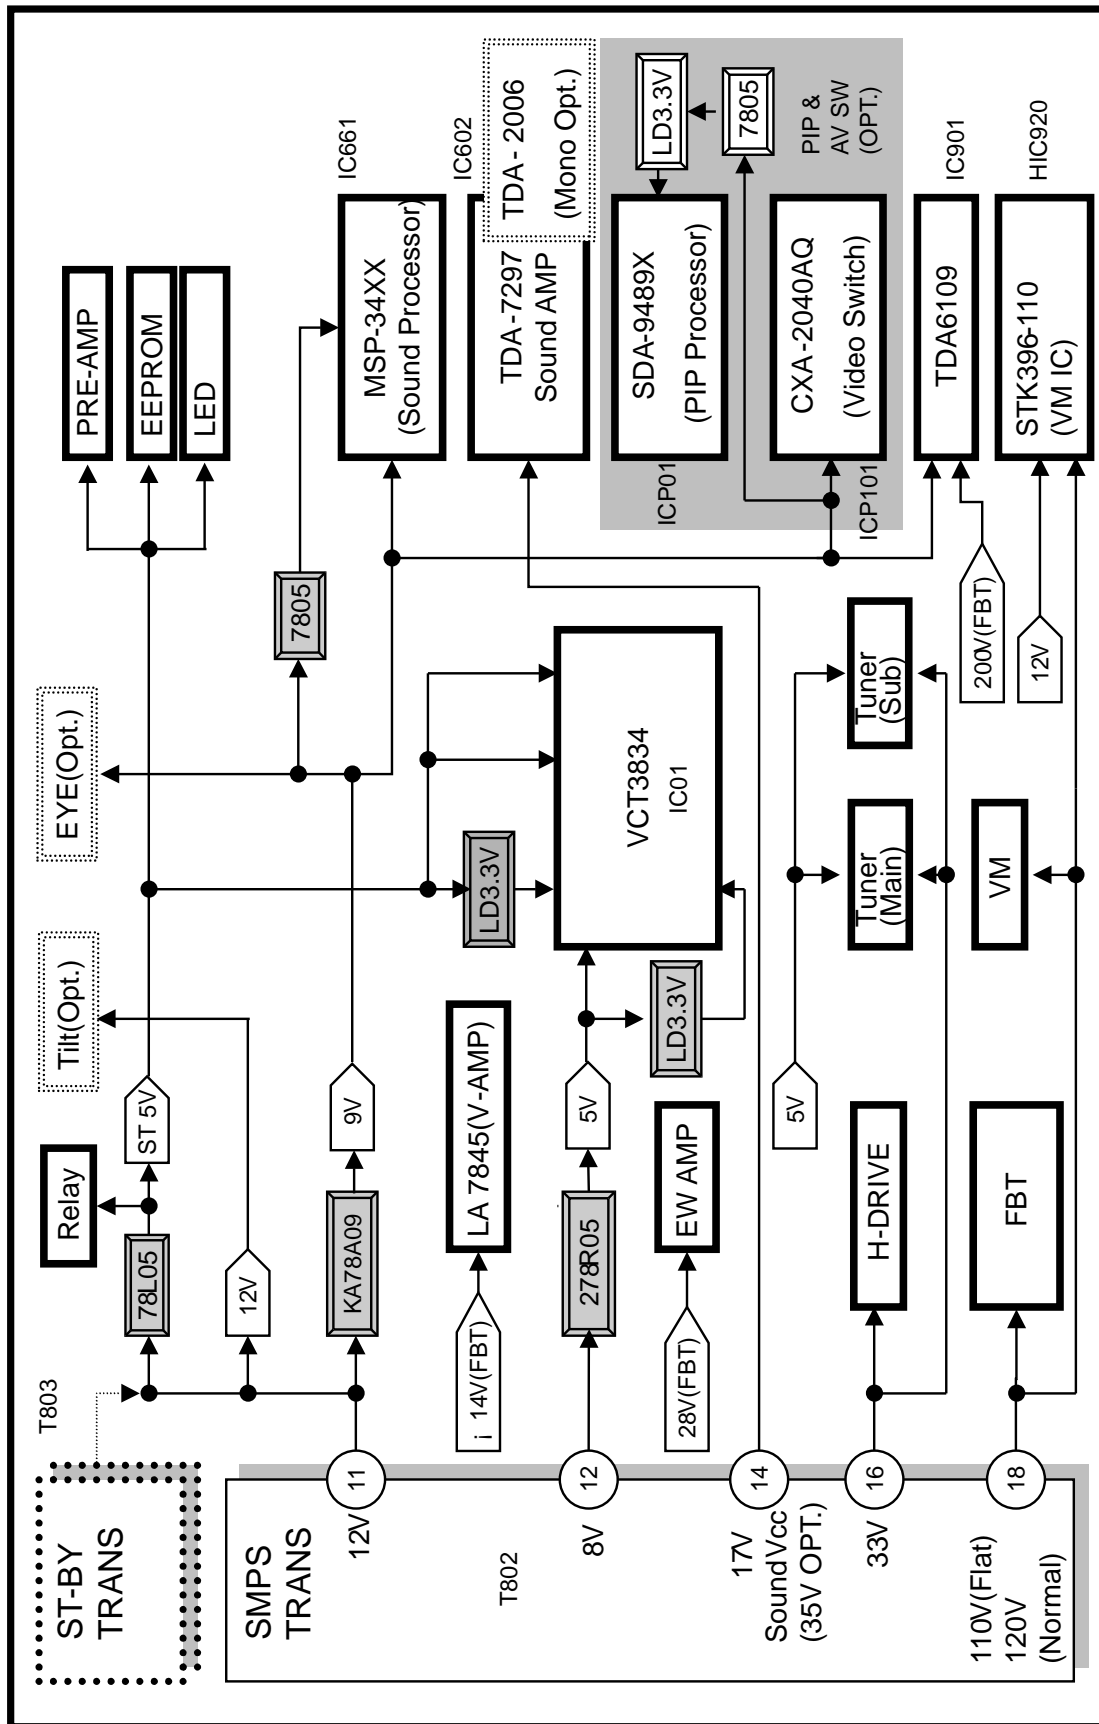 ST-BY
TRANS
T803
SMPS
TRANS
T802
11
12V
12
8V
14
17V
Sound Vcc
(35V OPT.)
16
33V
18
110V(Flat)
120V
(Normal)
Relay
78L05
ST 5V
12V
Tilt(Opt.)
KA78A09
9V
EYE(Opt.)
¡ 14V(FBT)
LA 7845(V-AMP)
278R05
5V
28V(FBT)
EW AMP
LD3.3V
LD3.3V
VCT3834
IC01
7805
PRE-AMP
EEPROM
LED
IC661
MSP-34XX
(Sound Processor)
IC602
TDA-7297
Sound AMP
TDA- 2006
(Mono Opt.)
ICP01
SDA-9489X
(PIP Processor)
LD3.3V
7805
PIP &
AV SW
(OPT.)
ICP101
CXA-2040AQ
(Video Switch)
IC901
TDA6109
200V(FBT)
HIC920
STK396-110
(VM IC)
12V
5V
Tuner
(Main)
Tuner
(Sub)
H-DRIVE
FBT
VM